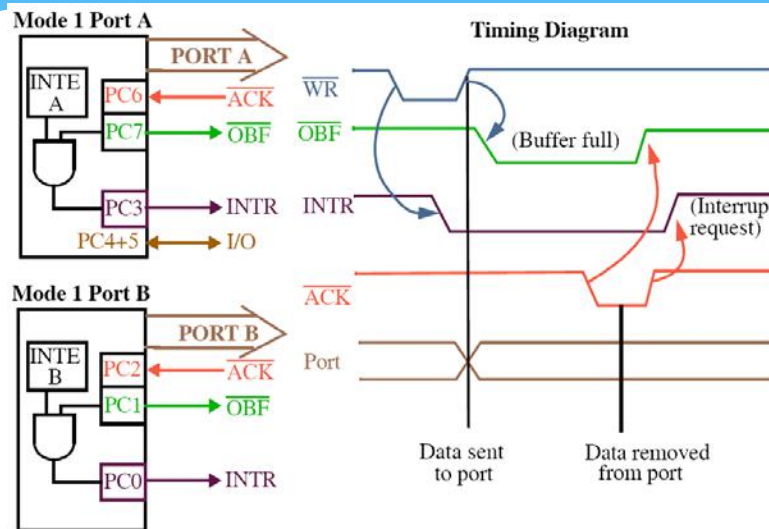 Mode 1 Port A
PORT A
INTE
A
PC6
ACK
PC7
OBF
PC3
INTR
PC4+5
I/O
Mode 1 Port B
PORT B
INTE
B
PC2
ACK
PC1
OBF
PC0
INTR
Timing Diagram
WR
OBF
(Buffer full)
INTR
(Interrup
request)
ACK
Port
Data sent
to port
Data removed
from port